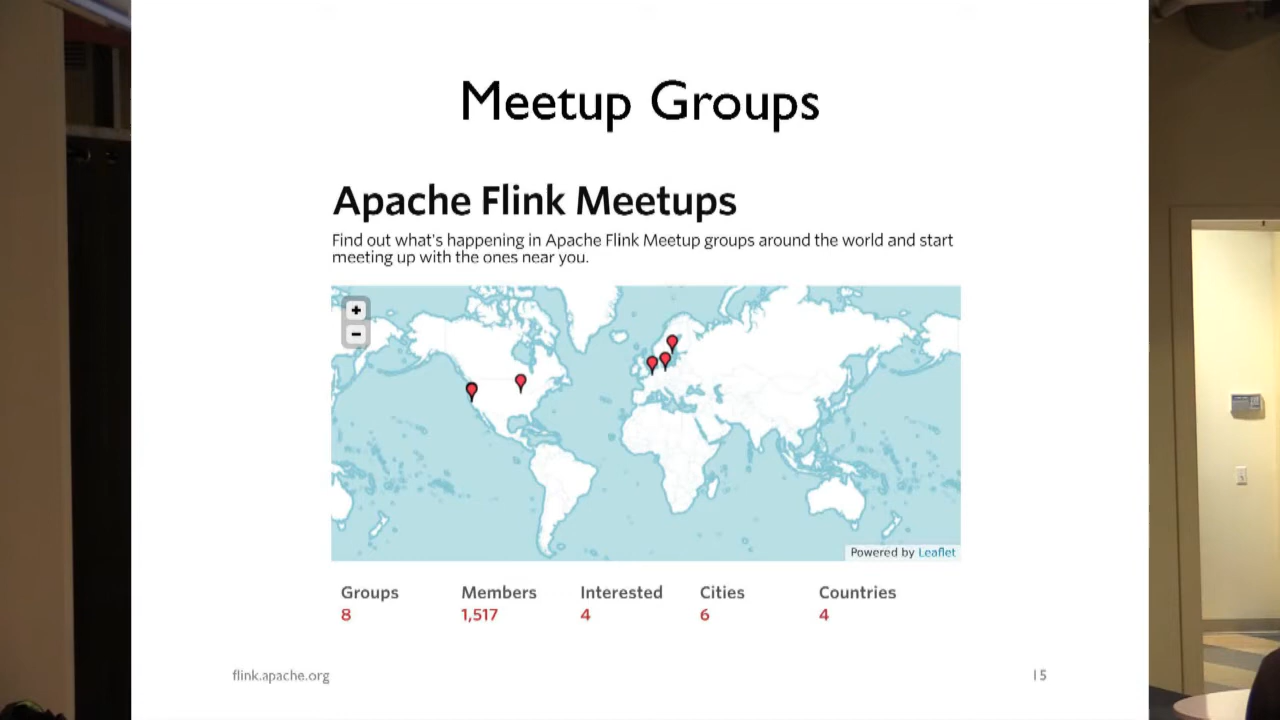 Meetup Groups
Apache Flink Meetups
Find out what's happening in Apache Flink Meetup groups around the world and start
meeting up with the ones near you.
+
−
Powered by Leaflet
Groups Members Interested Cities Countries
8 1,517 4 6 4
flink.apache.org 15